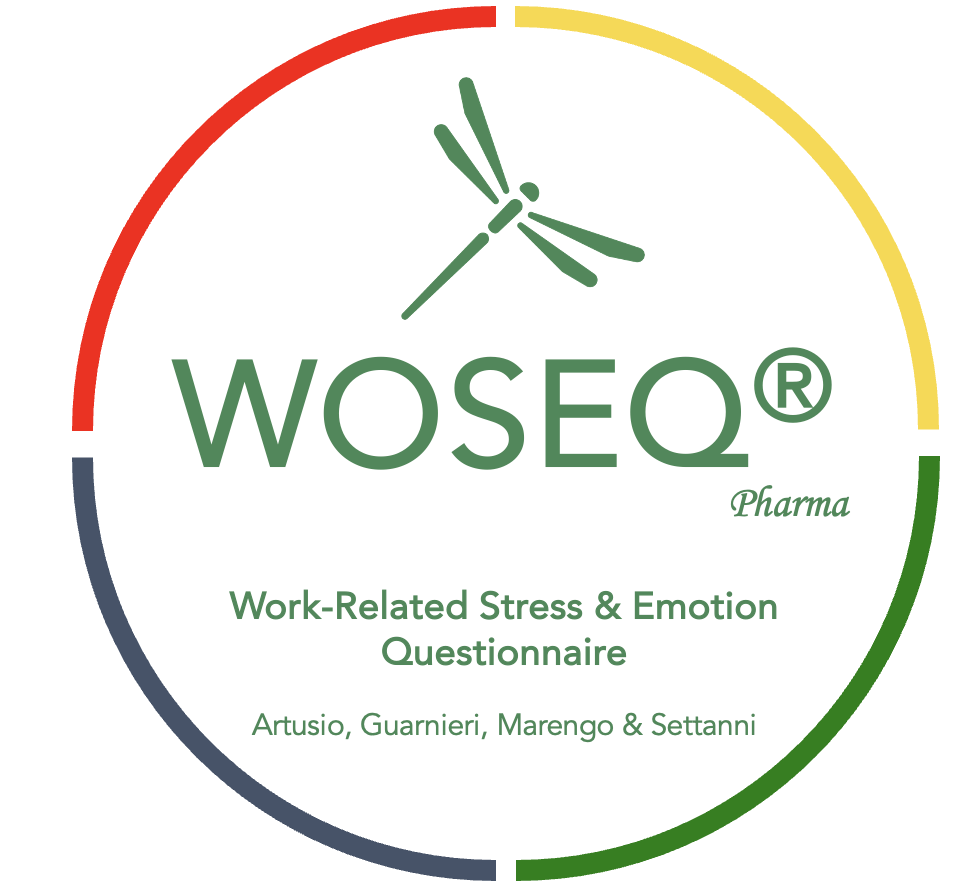 WOSEQ®
Pharma
Work-Related Stress & Emotion
Questionnaire
Artusio, Guarnieri, Marengo & Settanni